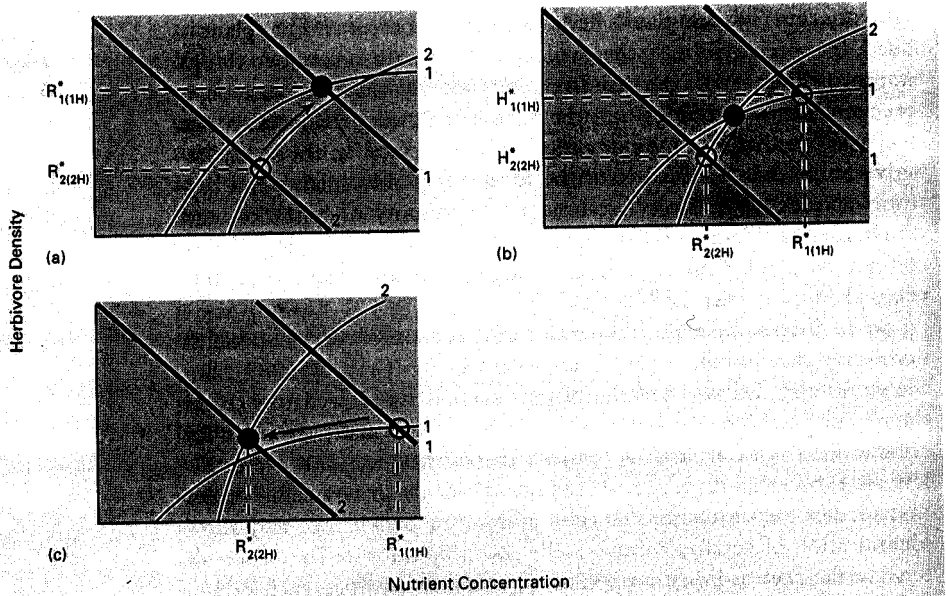 2
1
R*1(1H)
R*2(2H)
1
2
(a)
2
H*1(1H)
1
H*2(2H)
1
R*2(2H)
R*1(1H)
(b)
Herbivore Density
2
1
1
2
R*2(2H)
R*1(1H)
(c)
Nutrient Concentration